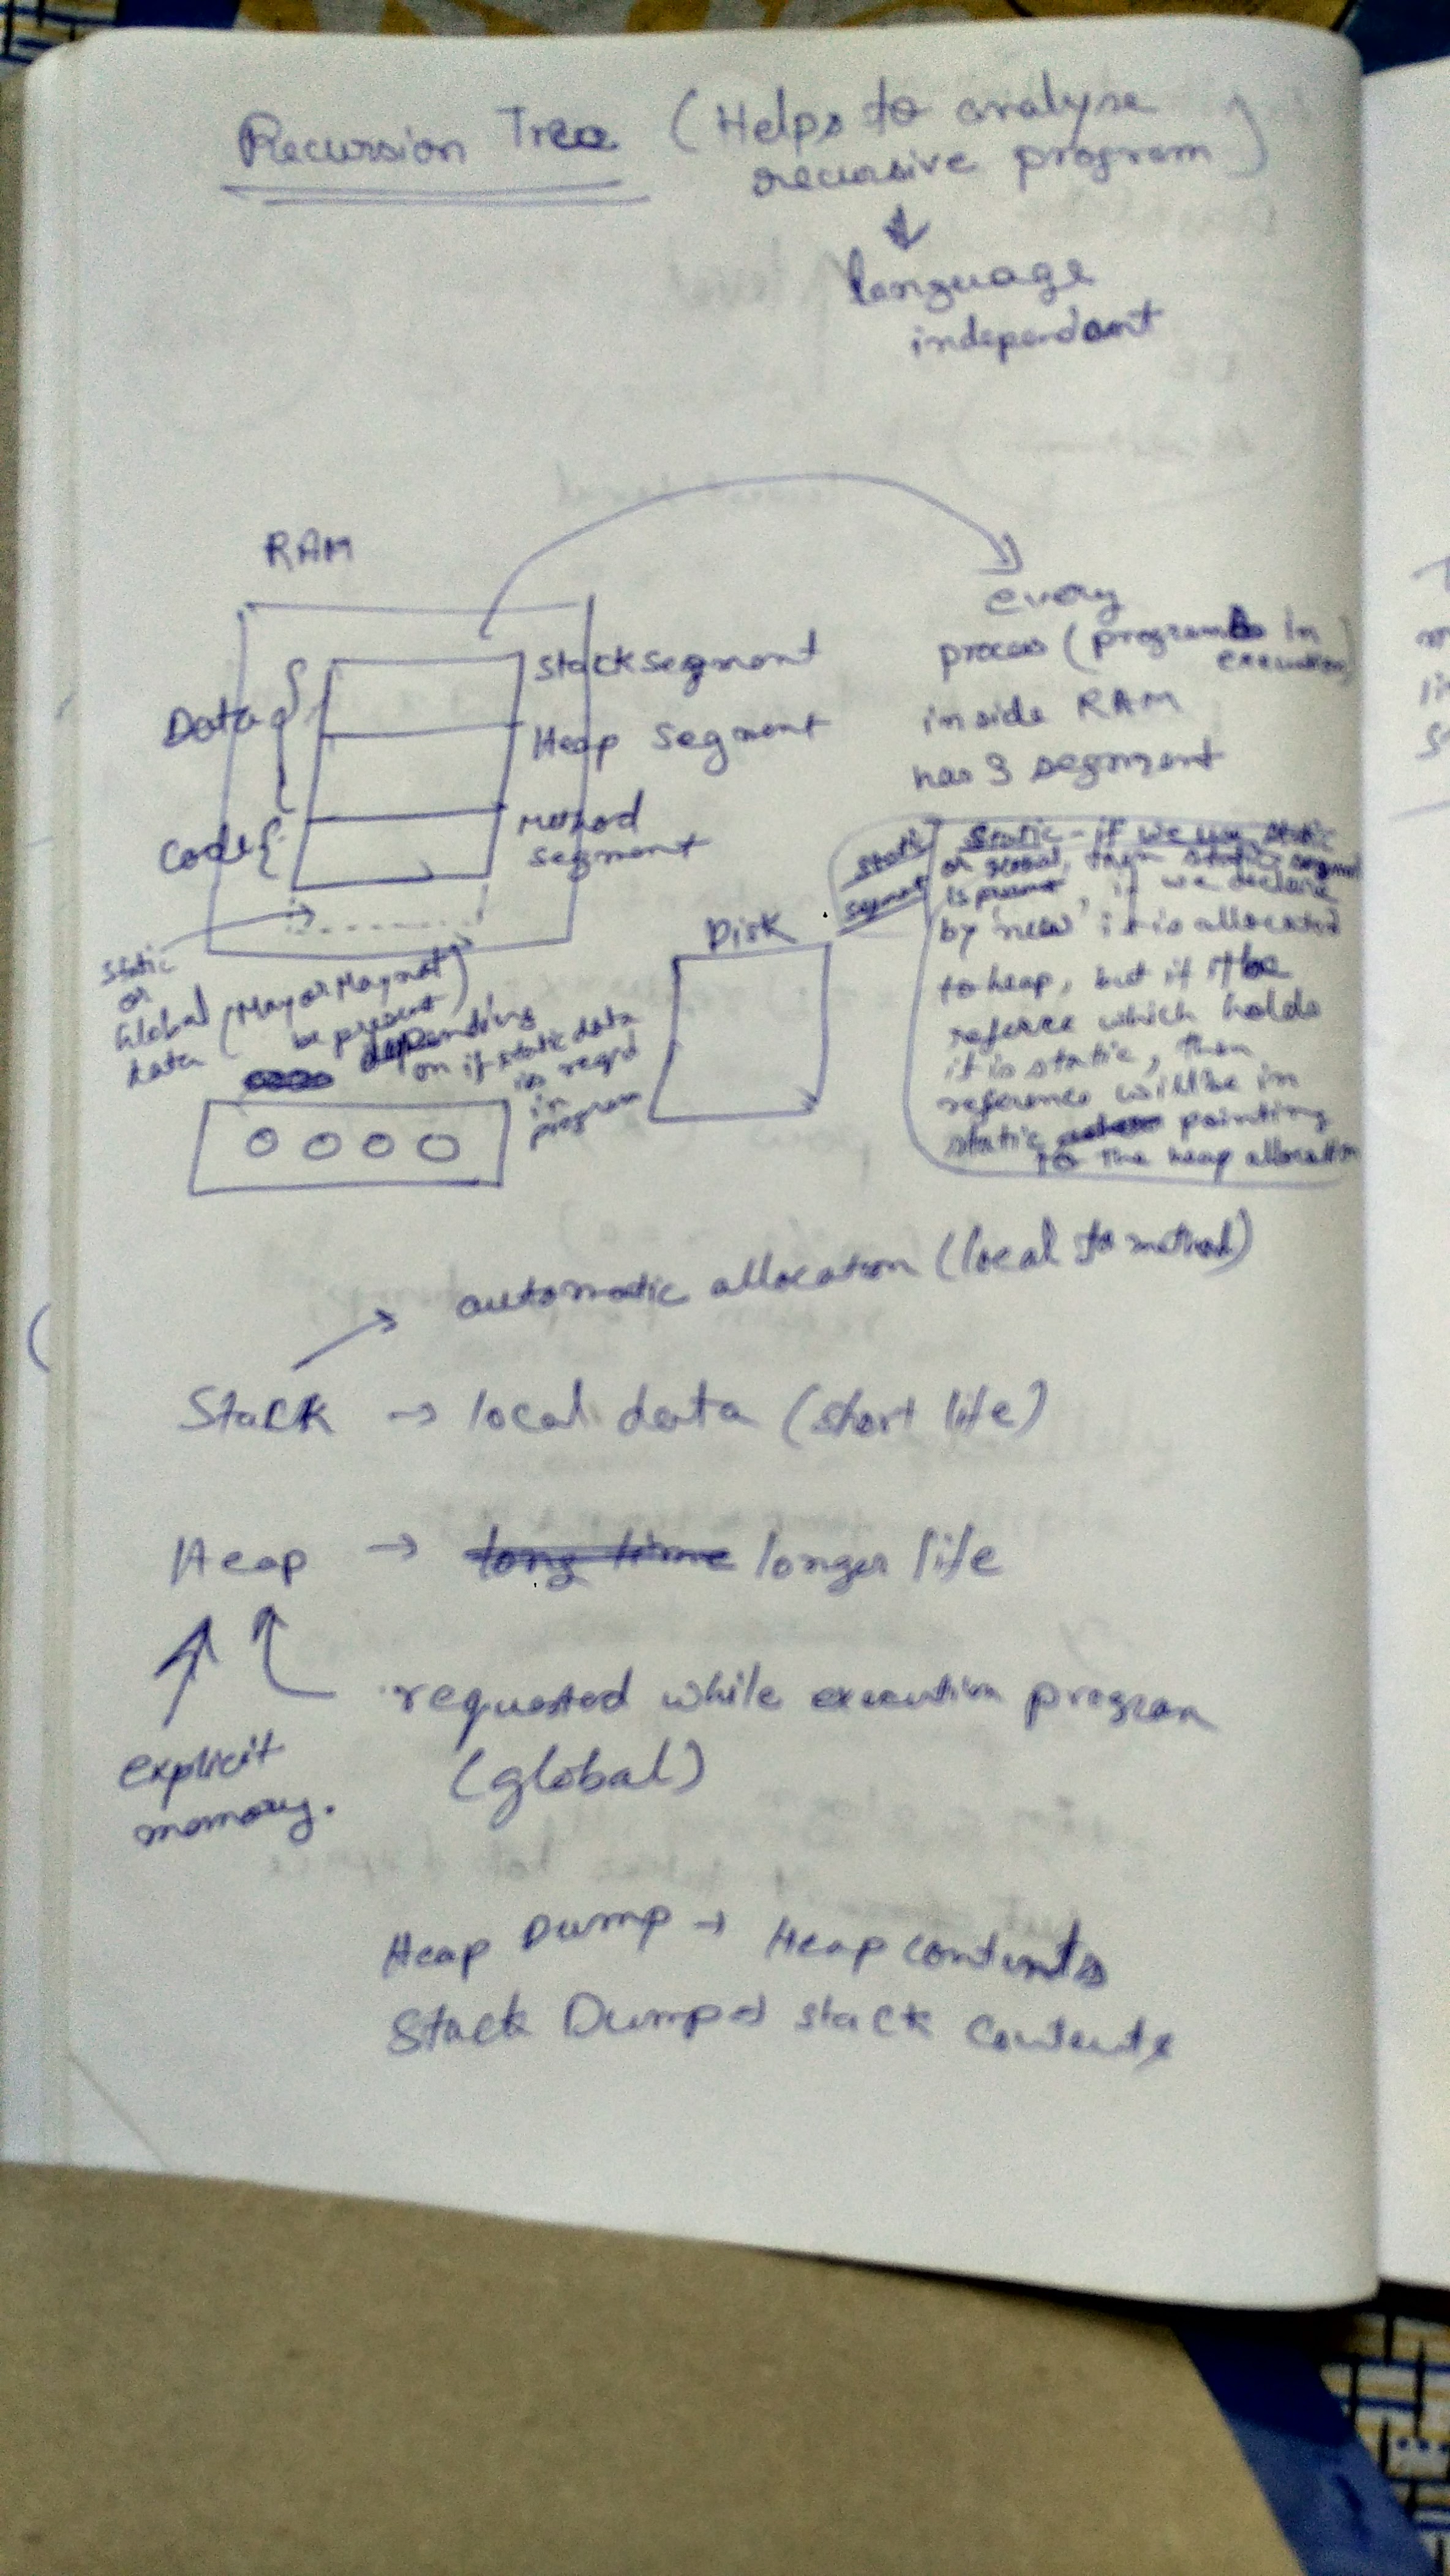 Recursion Tree (Helps to analyse
recursive program)
language
independent
RAM
Stack segment
Heap segment
Method
segment
Data
Code
every
process (programs in
execution)
inside RAM
has 3 segment
static
or
Global
data
(May or May not
be present)
depending
on if static data
is reqd
in
program
Disk
static
segment
Static - if we use static
or global, then static segment
is present, if we declare
by 'new' it is allocated
to heap, but if the
referre which holds
it is static, then
reference will be in
static pointing
to the heap allocation
automatic allocation (local to method)
Stack → local data (short life)
Heap → long time longer life
requested while execution program
(global)
explicit
memory.
Heap Dump → Heap contents
Stack Dump → stack contents